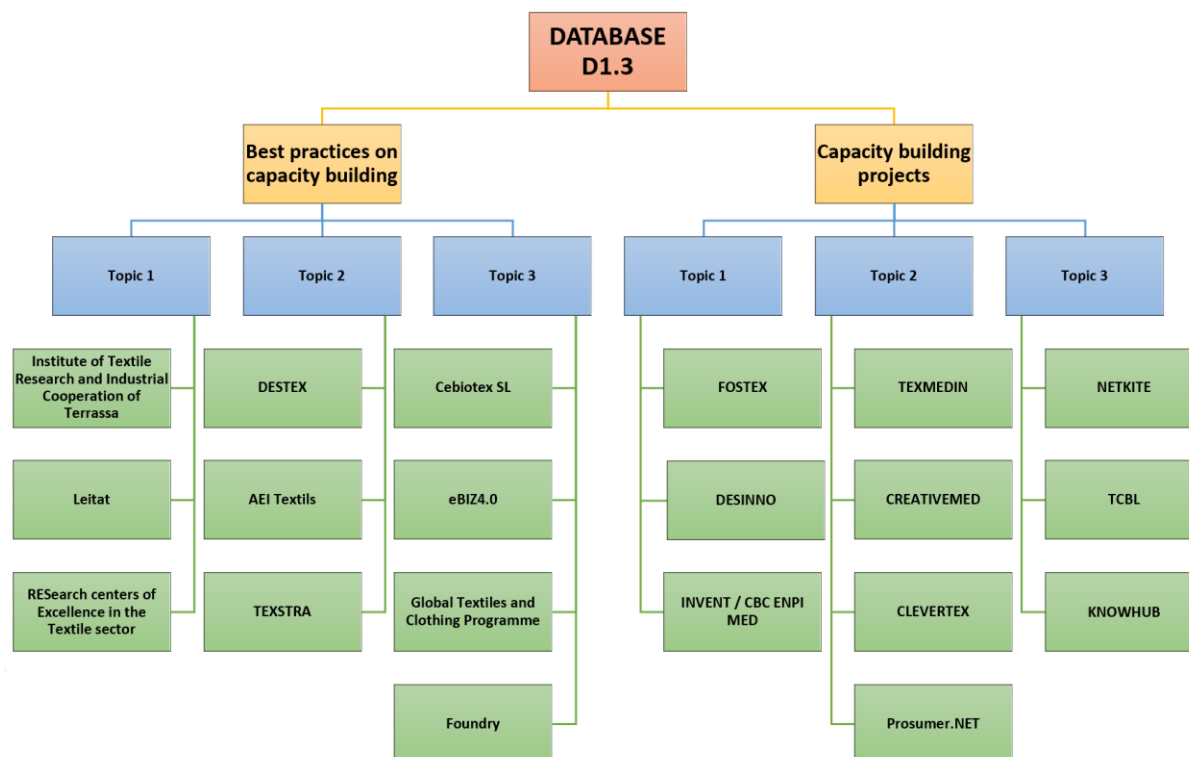 DATABASE
D1.3
Best practices on
capacity building
Capacity building
projects
Topic 1
Topic 2
Topic 3
Topic 1
Topic 2
Topic 3
Institute of Textile
Research and Industrial
Cooperation of
Terrassa
DESTEX
Cebiotex SL
FOSTEX
TEXMEDIN
NETKITE
Leitat
AEI Textils
eBIZ4.0
DESINNO
CREATIVEMED
TCBL
RESearch centers of
Excellence in the
Textile sector
TEXSTRA
Global Textiles and
Clothing Programme
INVENT / CBC ENPI
MED
CLEVERTEX
KNOWHUB
Foundry
Prosumer.NET